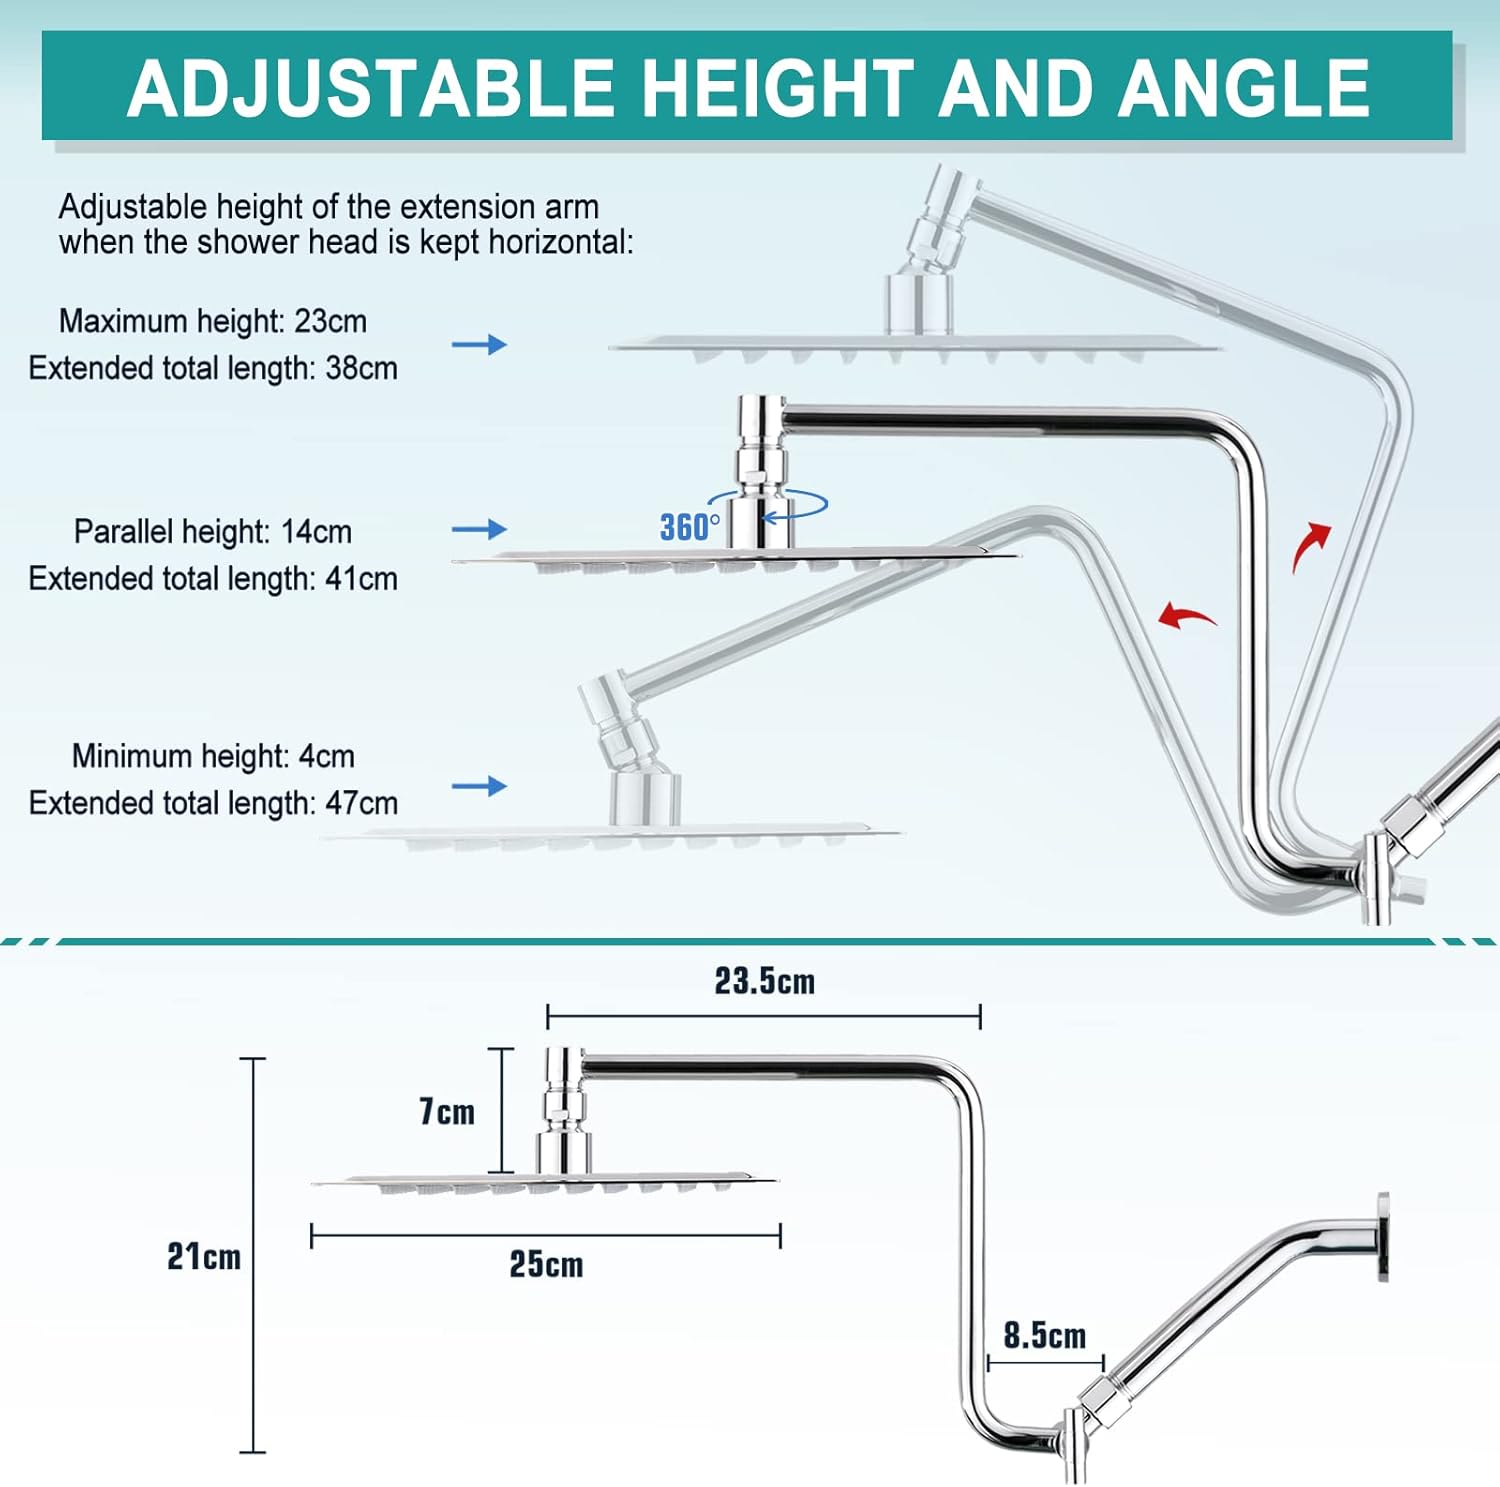 ADJUSTABLE HEIGHT AND ANGLE
Adjustable height of the extension arm
when the shower head is kept horizontal:
Maximum height: 23cm
Extended total length: 38cm
360°
Parallel height: 14cm
Extended total length: 41cm
Minimum height: 4cm
Extended total length: 47cm
23.5cm
7cm
21cm
25cm
8.5cm